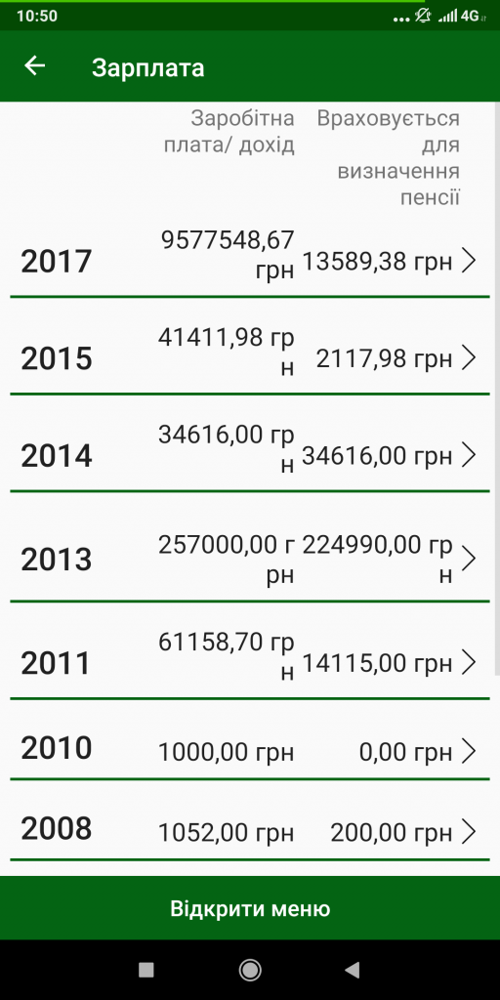 10:50
4G
Зарплата
Заробітна
плата/ дохід
Враховується
для
визначення
пенсії
2017
9577548,67
грн
13589,38 грн
2015
41411,98 гр
н
2117,98 грн
2014
34616,00 гр
н
34616,00 грн
2013
257000,00 г
рн
224990,00 гр
н
2011
61158,70 гр
н
14115,00 грн
2010
1000,00 грн
0,00 грн
2008
1052,00 грн
200,00 грн
Відкрити меню